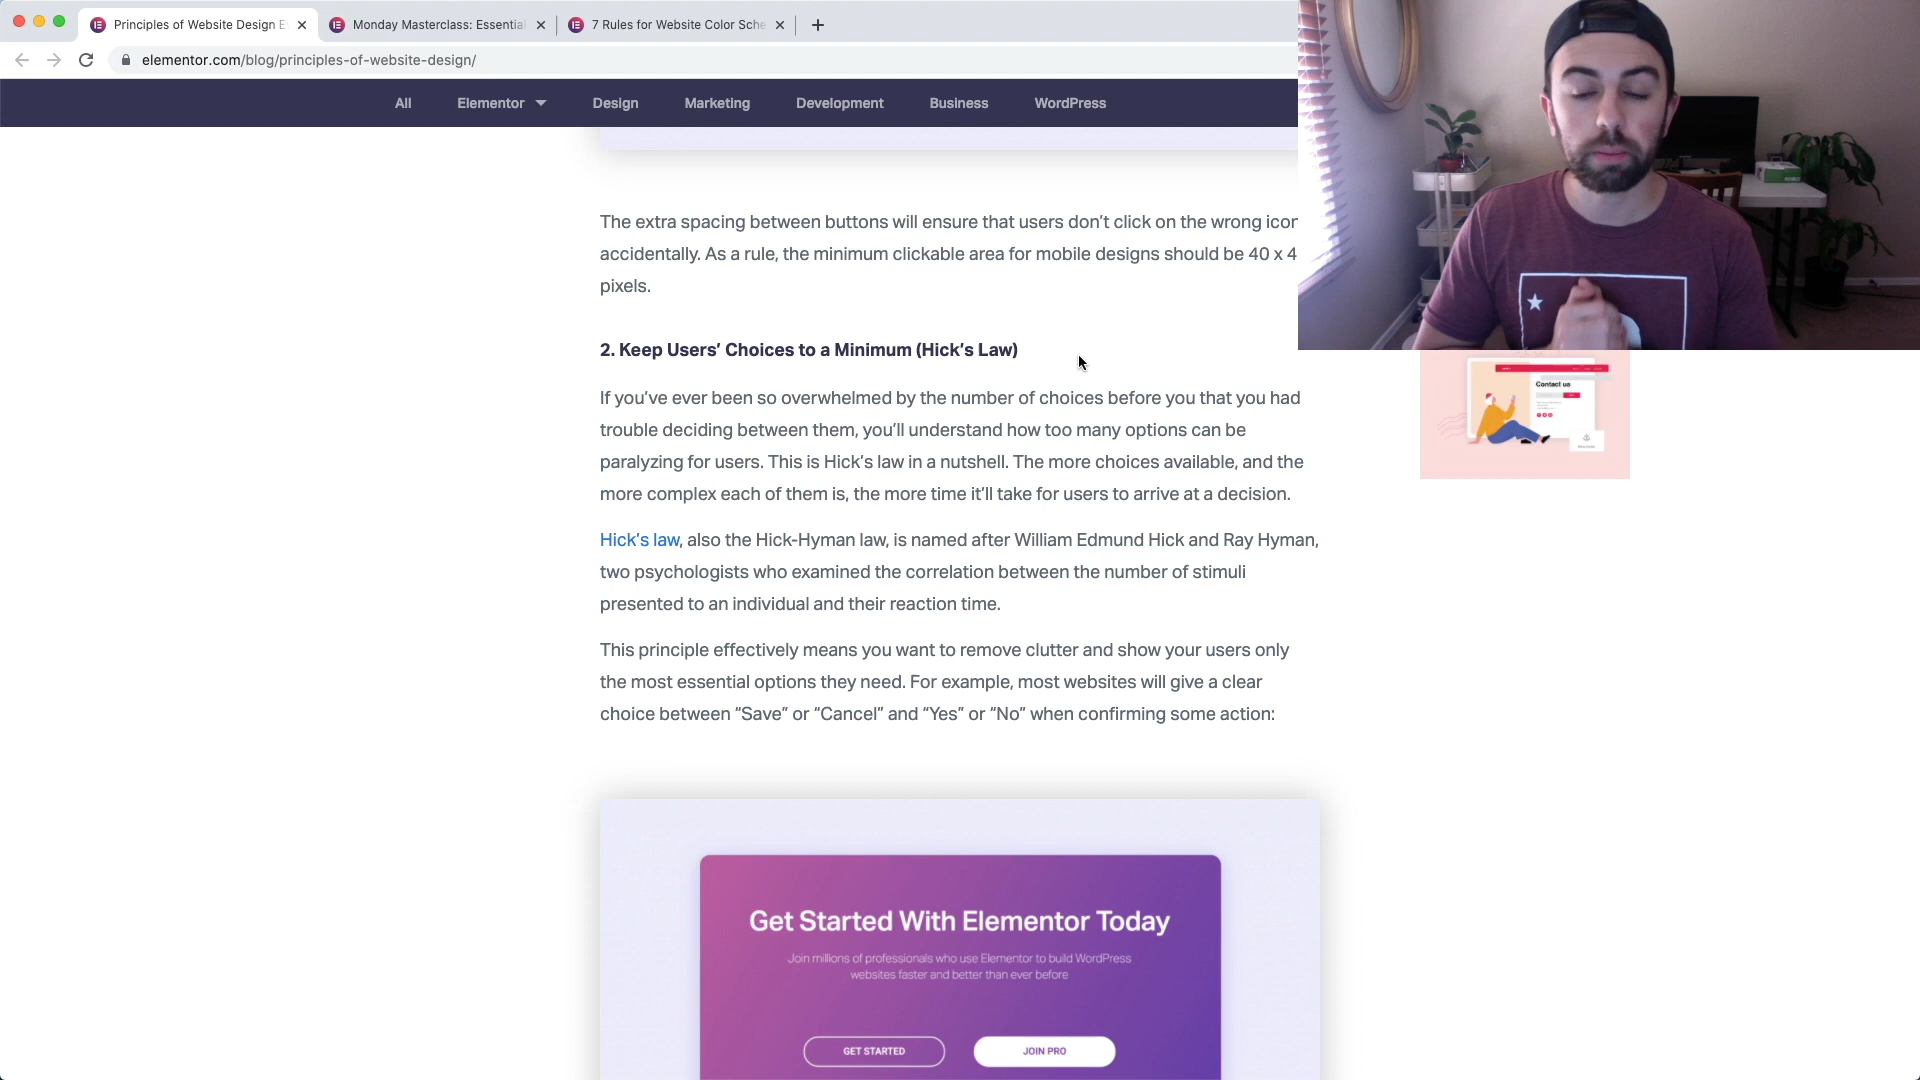 Principles of Website Design E
Monday Masterclass: Essential
7 Rules for Website Color Sche
elementor.com/blog/principles-of-website-design/
All Elementor Design Marketing Development Business WordPress
The extra spacing between buttons will ensure that users don’t click on the wrong icon
accidentally. As a rule, the minimum clickable area for mobile designs should be 40 x 4
pixels.
2. Keep Users’ Choices to a Minimum (Hick’s Law)
If you’ve ever been so overwhelmed by the number of choices before you that you had
trouble deciding between them, you’ll understand how too many options can be
paralyzing for users. This is Hick’s law in a nutshell. The more choices available, and the
more complex each of them is, the more time it’ll take for users to arrive at a decision.
Hick’s law, also the Hick-Hyman law, is named after William Edmund Hick and Ray Hyman,
two psychologists who examined the correlation between the number of stimuli
presented to an individual and their reaction time.
This principle effectively means you want to remove clutter and show your users only
the most essential options they need. For example, most websites will give a clear
choice between “Save” or “Cancel” and “Yes” or “No” when confirming some action:
Contact us
Get Started With Elementor Today
Join millions of professionals who use Elementor to build WordPress
websites faster and better than ever before
GET STARTED JOIN PRO